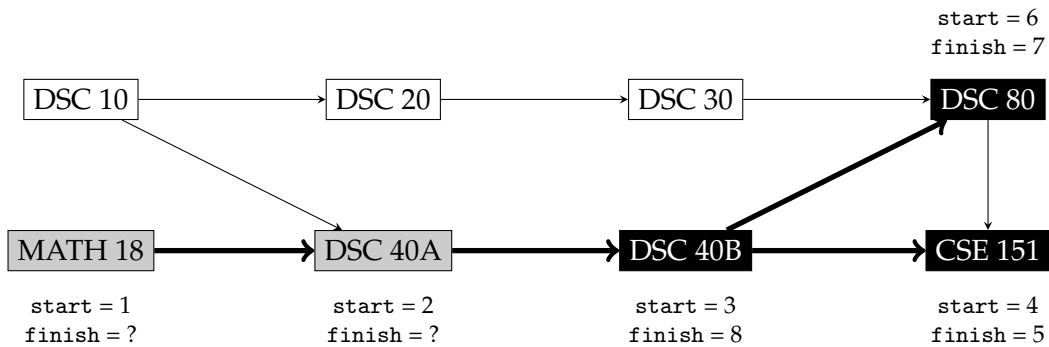 start = 6
finish = 7
DSC 10
DSC 20
DSC 30
DSC 80
MATH 18
DSC 40A
DSC 40B
CSE 151
start = 1
finish = ?
start = 2
finish = ?
start = 3
finish = 8
start = 4
finish = 5